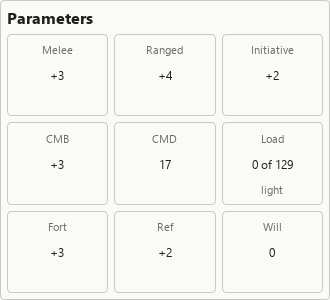 Parameters
Melee Ranged Initiative
+3 +4 +2
CMB CMD Load
+3 17 0 of 129
light
Fort Ref Will
+3 +2 0